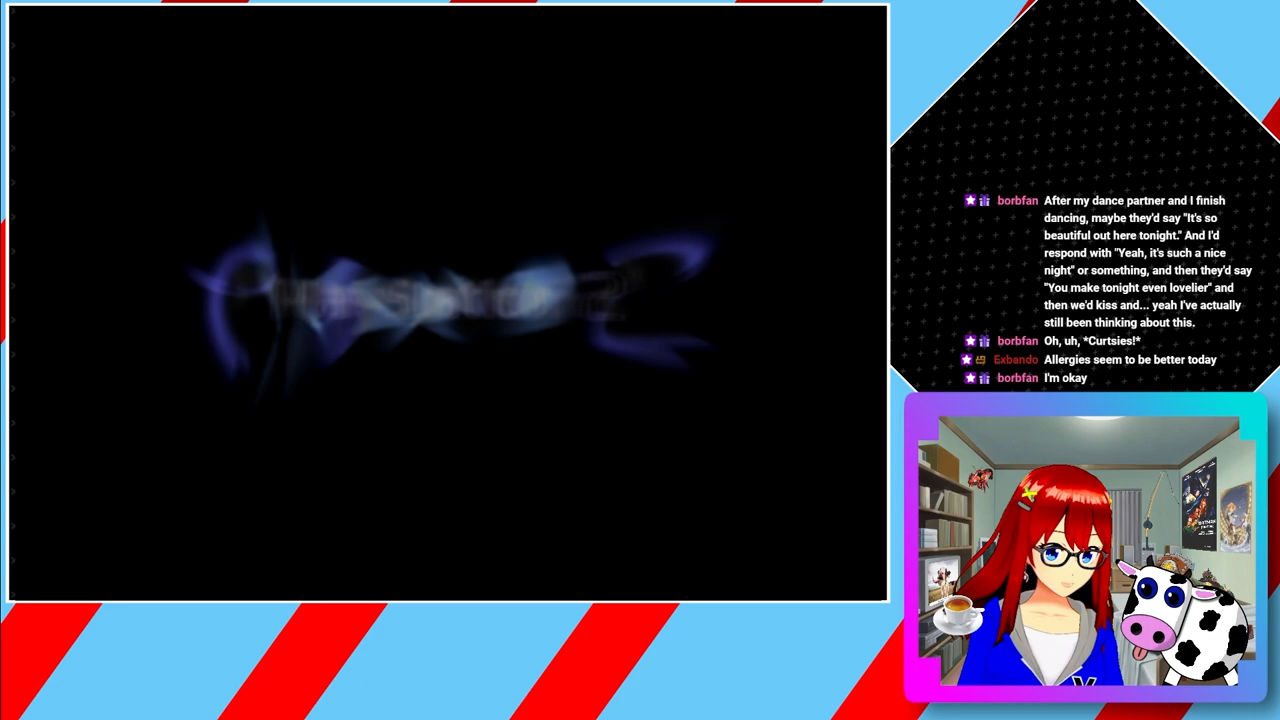 PlayStation 2
borbfan After my dance partner and I finish
dancing, maybe they'd say "It's so
beautiful out here tonight." And I'd
respond with "Yeah, it's such a nice
night" or something, and then they'd say
"You make tonight even lovelier" and
then we'd kiss and... yeah I've actually
still been thinking about this.
borbfan Oh, uh, *Curtsies!*
Exbando Allergies seem to be better today
borbfan I'm okay